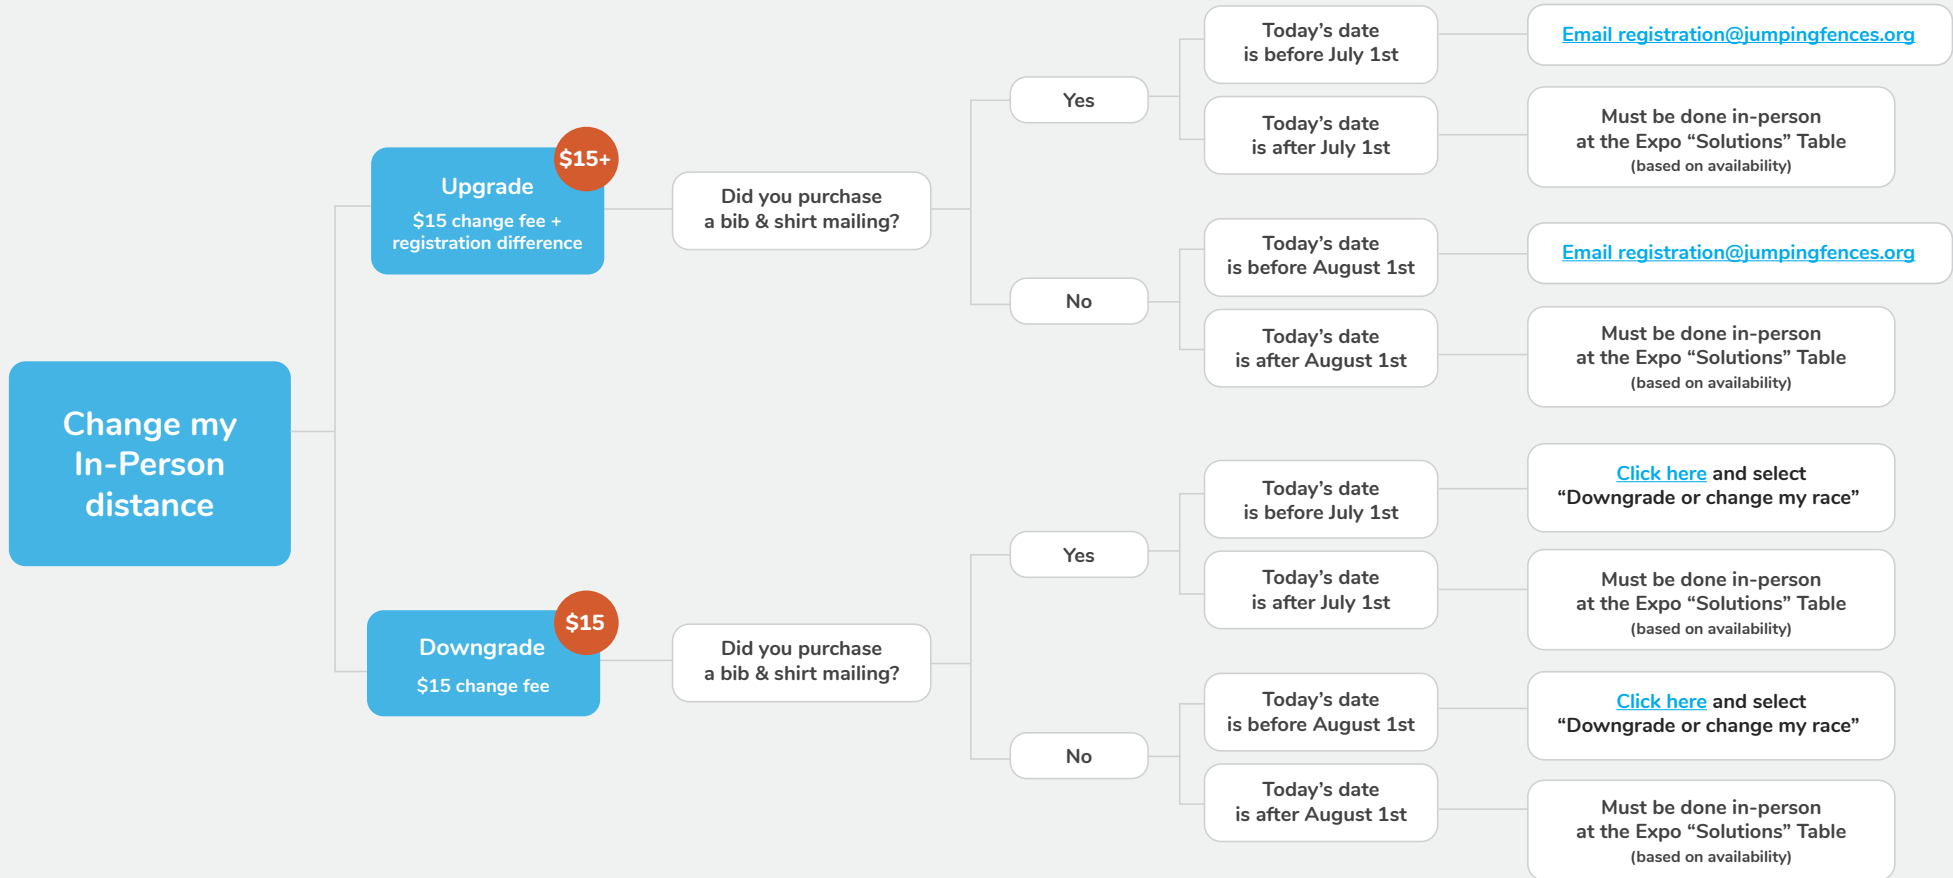 Change my
In-Person
distance
Upgrade
$15 change fee +
registration difference
$15+
Did you purchase
a bib & shirt mailing?
Yes
Today’s date
is before July 1st
Email registration@jumpingfences.org
Today’s date
is after July 1st
Must be done in-person
at the Expo “Solutions” Table
(based on availability)
No
Today’s date
is before August 1st
Email registration@jumpingfences.org
Today’s date
is after August 1st
Must be done in-person
at the Expo “Solutions” Table
(based on availability)
Downgrade
$15 change fee
$15
Did you purchase
a bib & shirt mailing?
Yes
Today’s date
is before July 1st
Click here and select
“Downgrade or change my race”
Today’s date
is after July 1st
Must be done in-person
at the Expo “Solutions” Table
(based on availability)
No
Today’s date
is before August 1st
Click here and select
“Downgrade or change my race”
Today’s date
is after August 1st
Must be done in-person
at the Expo “Solutions” Table
(based on availability)